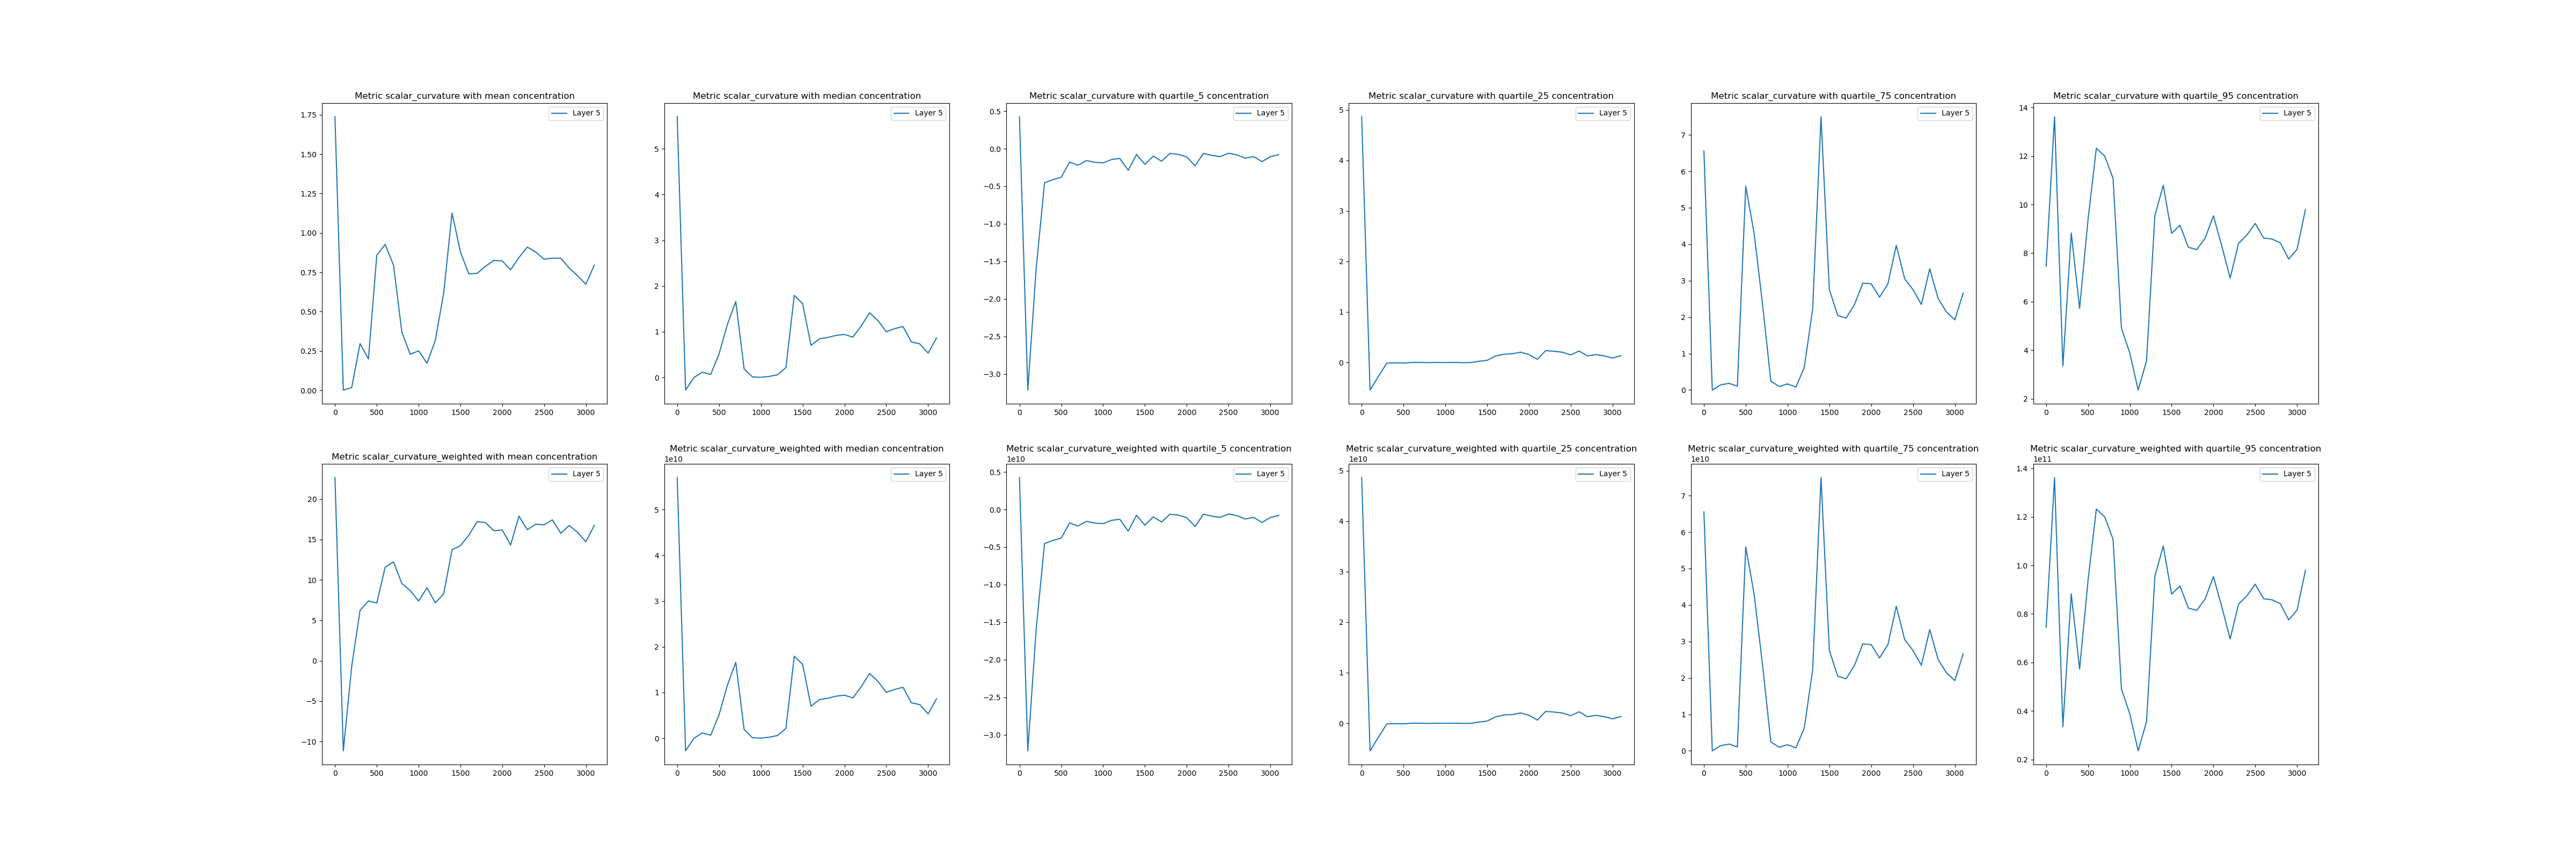 Metric scalar_curvature with mean concentration
Layer 5
1.75
1.50
1.25
1.00
0.75
0.50
0.25
0.00
0 500 1000 1500 2000 2500 3000
Metric scalar_curvature with median concentration
Layer 5
5
4
3
2
1
0
0 500 1000 1500 2000 2500 3000
Metric scalar_curvature with quartile_5 concentration
Layer 5
0.5
0.0
−0.5
−1.0
−1.5
−2.0
−2.5
−3.0
0 500 1000 1500 2000 2500 3000
Metric scalar_curvature with quartile_25 concentration
Layer 5
5
4
3
2
1
0
0 500 1000 1500 2000 2500 3000
Metric scalar_curvature with quartile_75 concentration
Layer 5
7
6
5
4
3
2
1
0
0 500 1000 1500 2000 2500 3000
Metric scalar_curvature with quartile_95 concentration
Layer 5
14
12
10
8
6
4
2
0 500 1000 1500 2000 2500 3000
Metric scalar_curvature_weighted with mean concentration
Layer 5
20
15
10
5
0
−5
−10
0 500 1000 1500 2000 2500 3000
Metric scalar_curvature_weighted with median concentration
1e10
Layer 5
5
4
3
2
1
0
0 500 1000 1500 2000 2500 3000
Metric scalar_curvature_weighted with quartile_5 concentration
1e10
Layer 5
0.5
0.0
−0.5
−1.0
−1.5
−2.0
−2.5
−3.0
0 500 1000 1500 2000 2500 3000
Metric scalar_curvature_weighted with quartile_25 concentration
1e10
Layer 5
5
4
3
2
1
0
0 500 1000 1500 2000 2500 3000
Metric scalar_curvature_weighted with quartile_75 concentration
1e10
Layer 5
7
6
5
4
3
2
1
0
0 500 1000 1500 2000 2500 3000
Metric scalar_curvature_weighted with quartile_95 concentration
1e11
Layer 5
1.4
1.2
1.0
0.8
0.6
0.4
0.2
0 500 1000 1500 2000 2500 3000